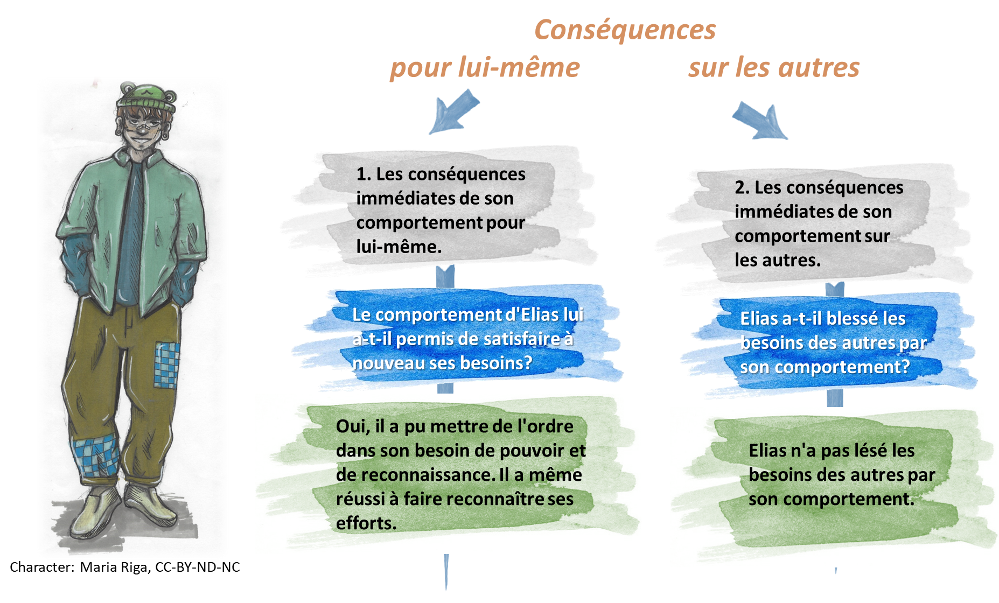 Conséquences
pour lui-même
sur les autres
1. Les conséquences
immédiates de son
comportement pour
lui-même.
2. Les conséquences
immédiates de son
comportement sur
les autres.
Le comportement d'Elias lui
a-t-il permis de satisfaire à
nouveau ses besoins?
Elias a-t-il blessé les
besoins des autres par
son comportement?
Oui, il a pu mettre de l'ordre
dans son besoin de pouvoir et
de reconnaissance. Il a même
réussi à faire reconnaître ses
efforts.
Elias n'a pas lésé les
besoins des autres par
son comportement.
Character: Maria Riga, CC-BY-ND-NC